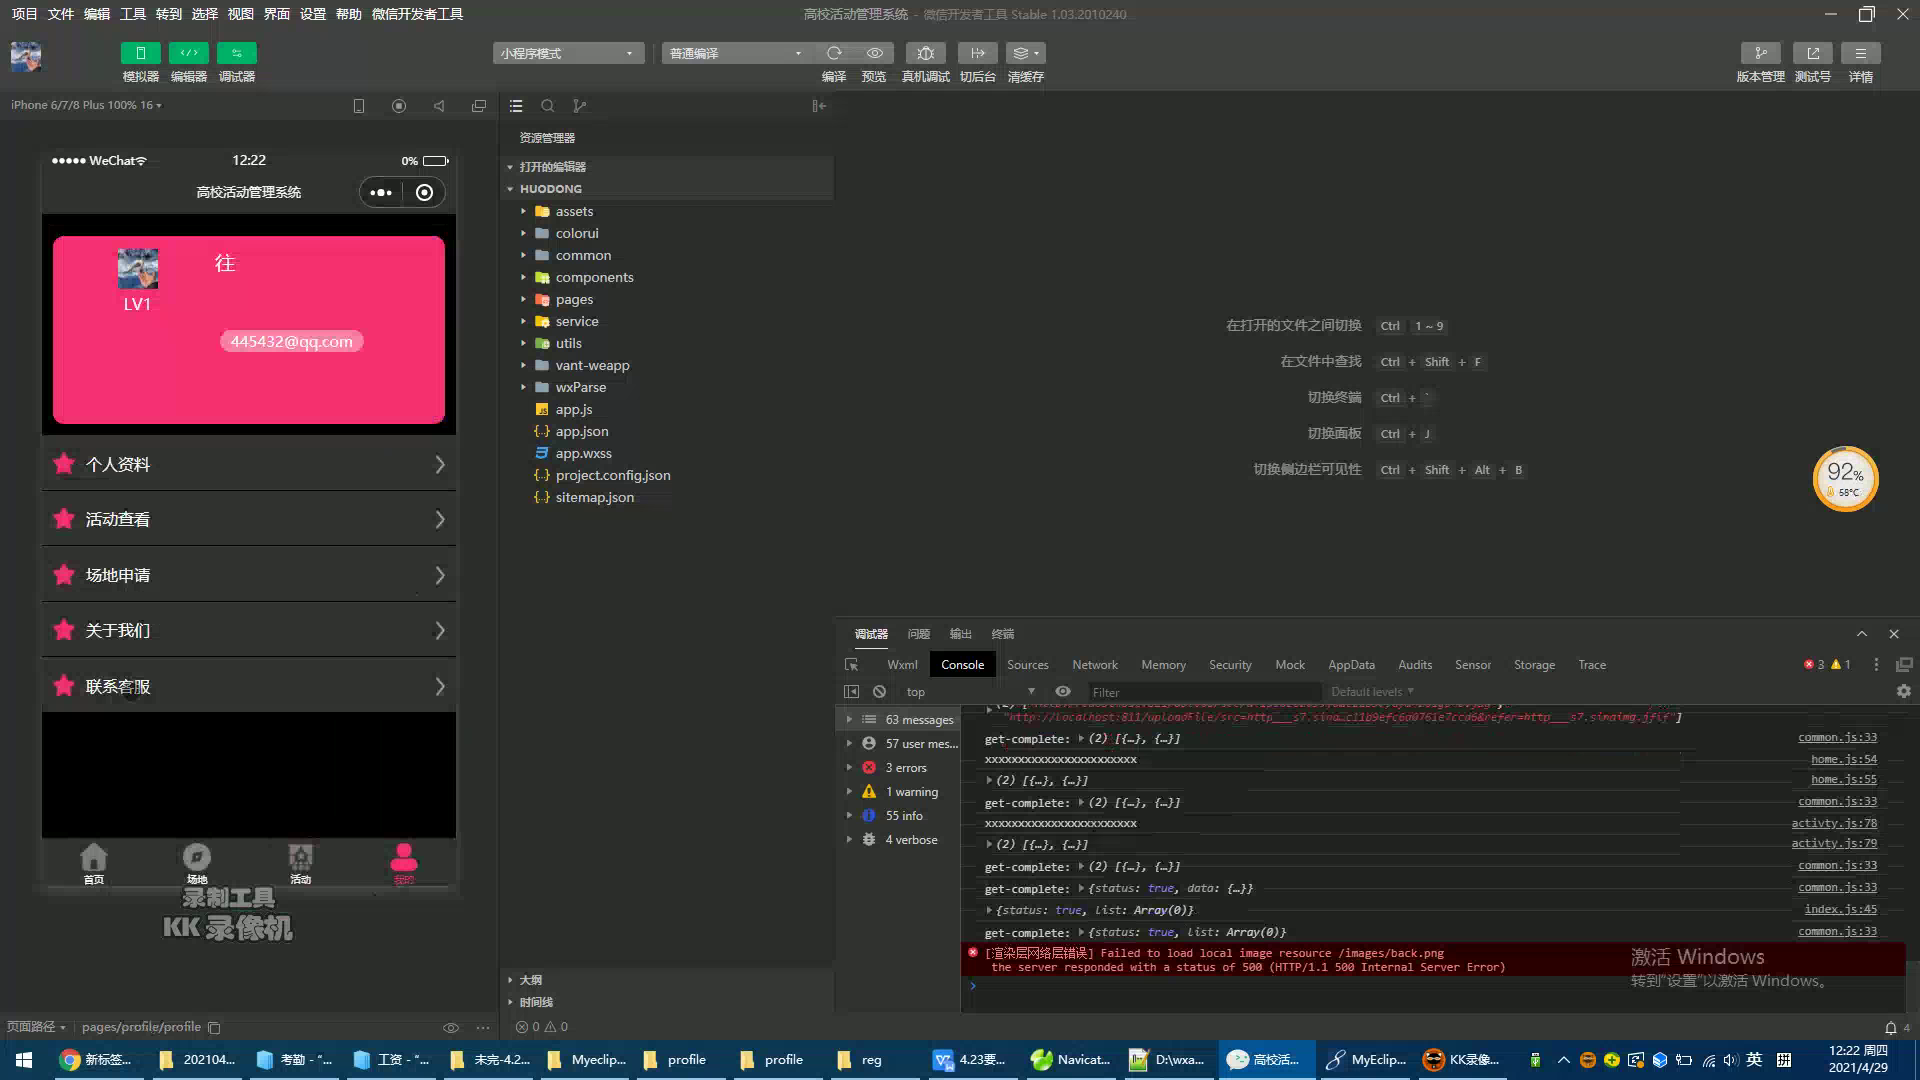 项目 文件 编辑 工具 转到 选择 视图 界面 设置 帮助 微信开发者工具
高校活动管理系统 - 微信开发者工具 Stable 1.03.2010240
小程序模式
普通编译
模拟器 编辑器 调试器
编译 预览 真机调试 切后台 清缓存
版本管理 测试号 详情
iPhone 6/7/8 Plus 100% 16
WeChat 12:22 0%
高校活动管理系统
往
LV1
445432@qq.com
个人资料
活动查看
场地申请
关于我们
联系客服
首页 场地 活动 我的
录制工具
KK 录像机
页面路径 pages/profile/profile
资源管理器
打开的编辑器
HUODONG
assets
colorui
common
components
pages
service
utils
vant-weapp
wxParse
app.js
app.json
app.wxss
project.config.json
sitemap.json
大纲
时间线
0 0
在打开的文件之间切换 Ctrl 1 ~ 9
在文件中查找 Ctrl + Shift + F
切换终端 Ctrl + `
切换面板 Ctrl + J
切换侧边栏可见性 Ctrl + Shift + Alt + B
92%
58°C
调试器 问题 输出 终端
Wxml Console Sources Network Memory Security Mock AppData Audits Sensor Storage Trace
3 1
top Filter Default levels
63 messages
57 user mes...
3 errors
1 warning
55 info
4 verbose
get-complete: (2) [{…}, {…}] common.js:33
xxxxxxxxxxxxxxxxxxxxxxx home.js:54
(2) [{…}, {…}] home.js:55
get-complete: (2) [{…}, {…}] common.js:33
xxxxxxxxxxxxxxxxxxxxxxx activty.js:78
(2) [{…}, {…}] activty.js:79
get-complete: (2) [{…}, {…}] common.js:33
get-complete: {status: true, data: {…}} common.js:33
{status: true, list: Array(0)} index.js:45
get-complete: {status: true, list: Array(0)} common.js:33
[渲染层网络层错误] Failed to load local image resource /images/back.png
the server responded with a status of 500 (HTTP/1.1 500 Internal Server Error)
激活 Windows
转到"设置"以激活 Windows。
4
新标签... 202104... 考勤 - "... 工资 - "... 未完-4.2... Myeclip... profile profile reg 4.23要... Navicat... D:\wxa... 高校活... MyEclip... KK录像... 英
12:22 周四
2021/4/29